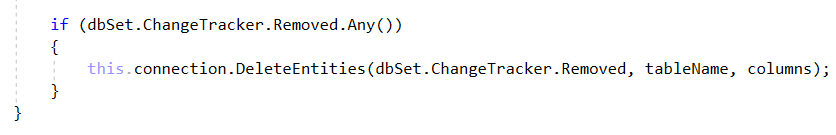 if (dbSet.ChangeTracker.Removed.Any())
{
this.connection.DeleteEntities(dbSet.ChangeTracker.Removed, tableName, columns);
}
}